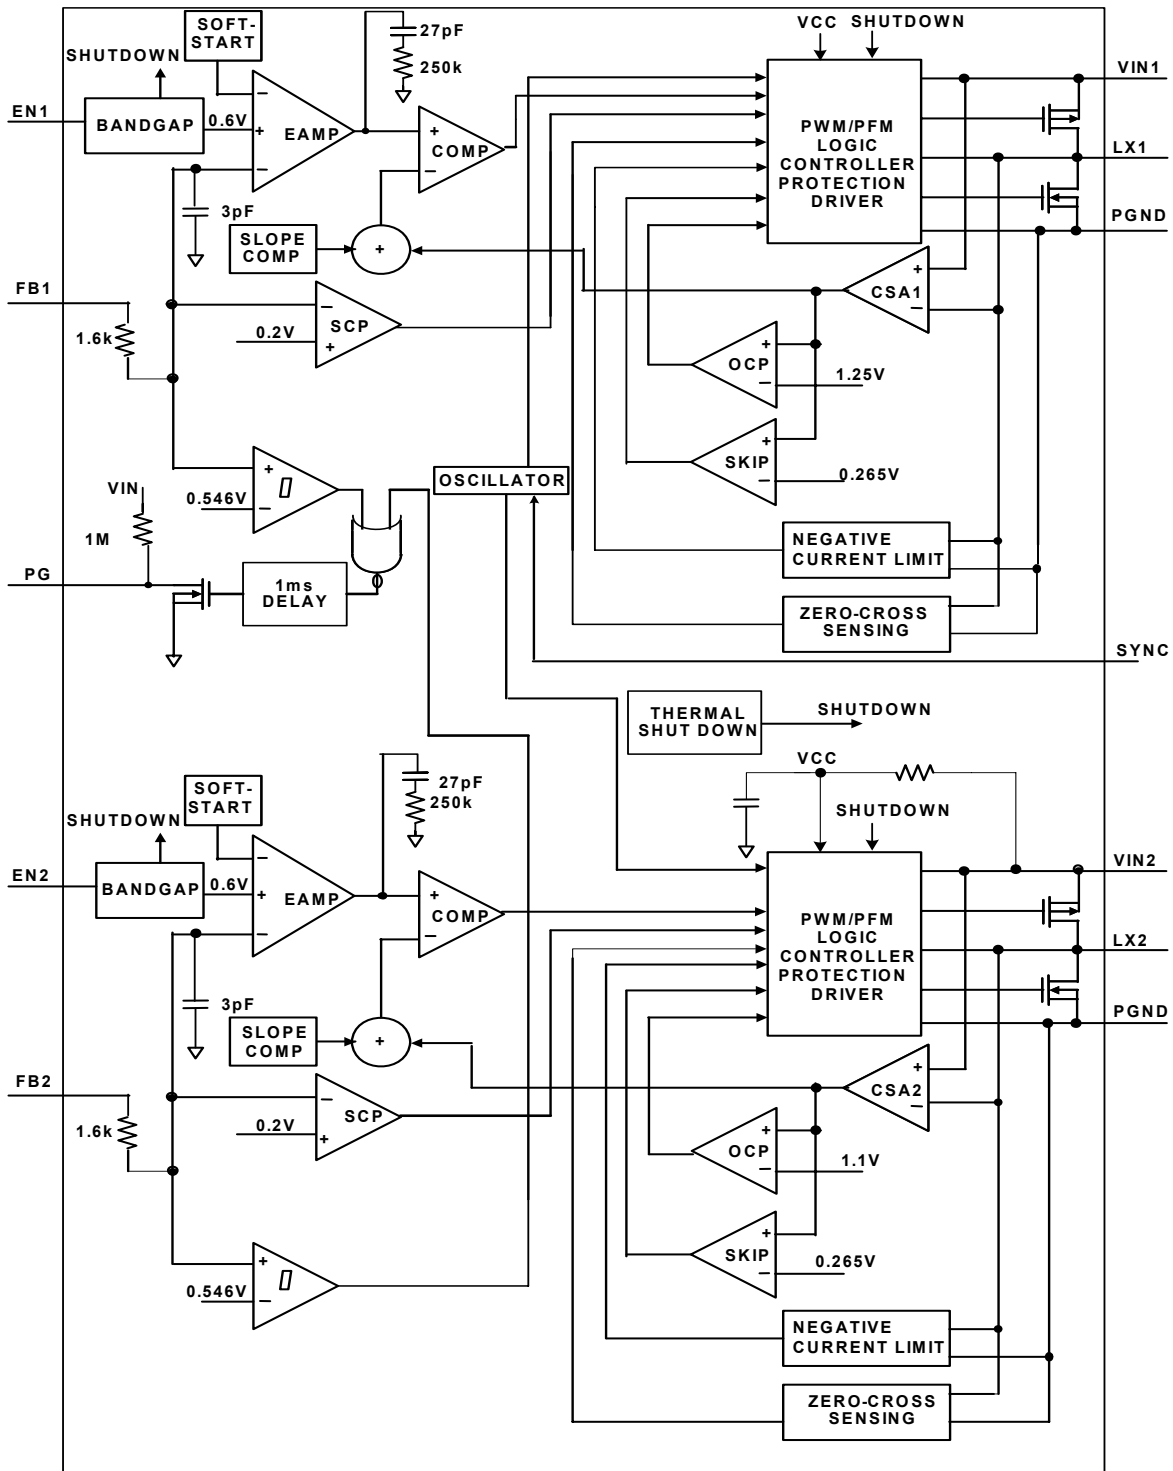 SOFT-
START
27pF
250k
VCC
SHUTDOWN
SHUTDOWN
VIN1
EN1
BANDGAP
0.6V
−
+
−
EAMP
+
−
COMP
PWM/PFM
LOGIC
CONTROLLER
PROTECTION
DRIVER
LX1
3pF
PGND
SLOPE
COMP
+
+
−
CSA1
FB1
1.6k
0.2V
−
+
SCP
+
−
OCP
1.25V
+
−
SKIP
0.265V
VIN
1M
0.546V
+
−
OSCILLATOR
NEGATIVE
CURRENT LIMIT
PG
1ms
DELAY
ZERO-CROSS
SENSING
SYNC
THERMAL
SHUT DOWN
SHUTDOWN
VCC
SOFT-
START
27pF
250k
SHUTDOWN
SHUTDOWN
VIN2
EN2
BANDGAP
0.6V
−
+
−
EAMP
+
−
COMP
PWM/PFM
LOGIC
CONTROLLER
PROTECTION
DRIVER
LX2
3pF
PGND
SLOPE
COMP
+
+
−
CSA2
FB2
1.6k
0.2V
−
+
SCP
+
−
OCP
1.1V
+
−
SKIP
0.265V
0.546V
+
−
NEGATIVE
CURRENT LIMIT
ZERO-CROSS
SENSING